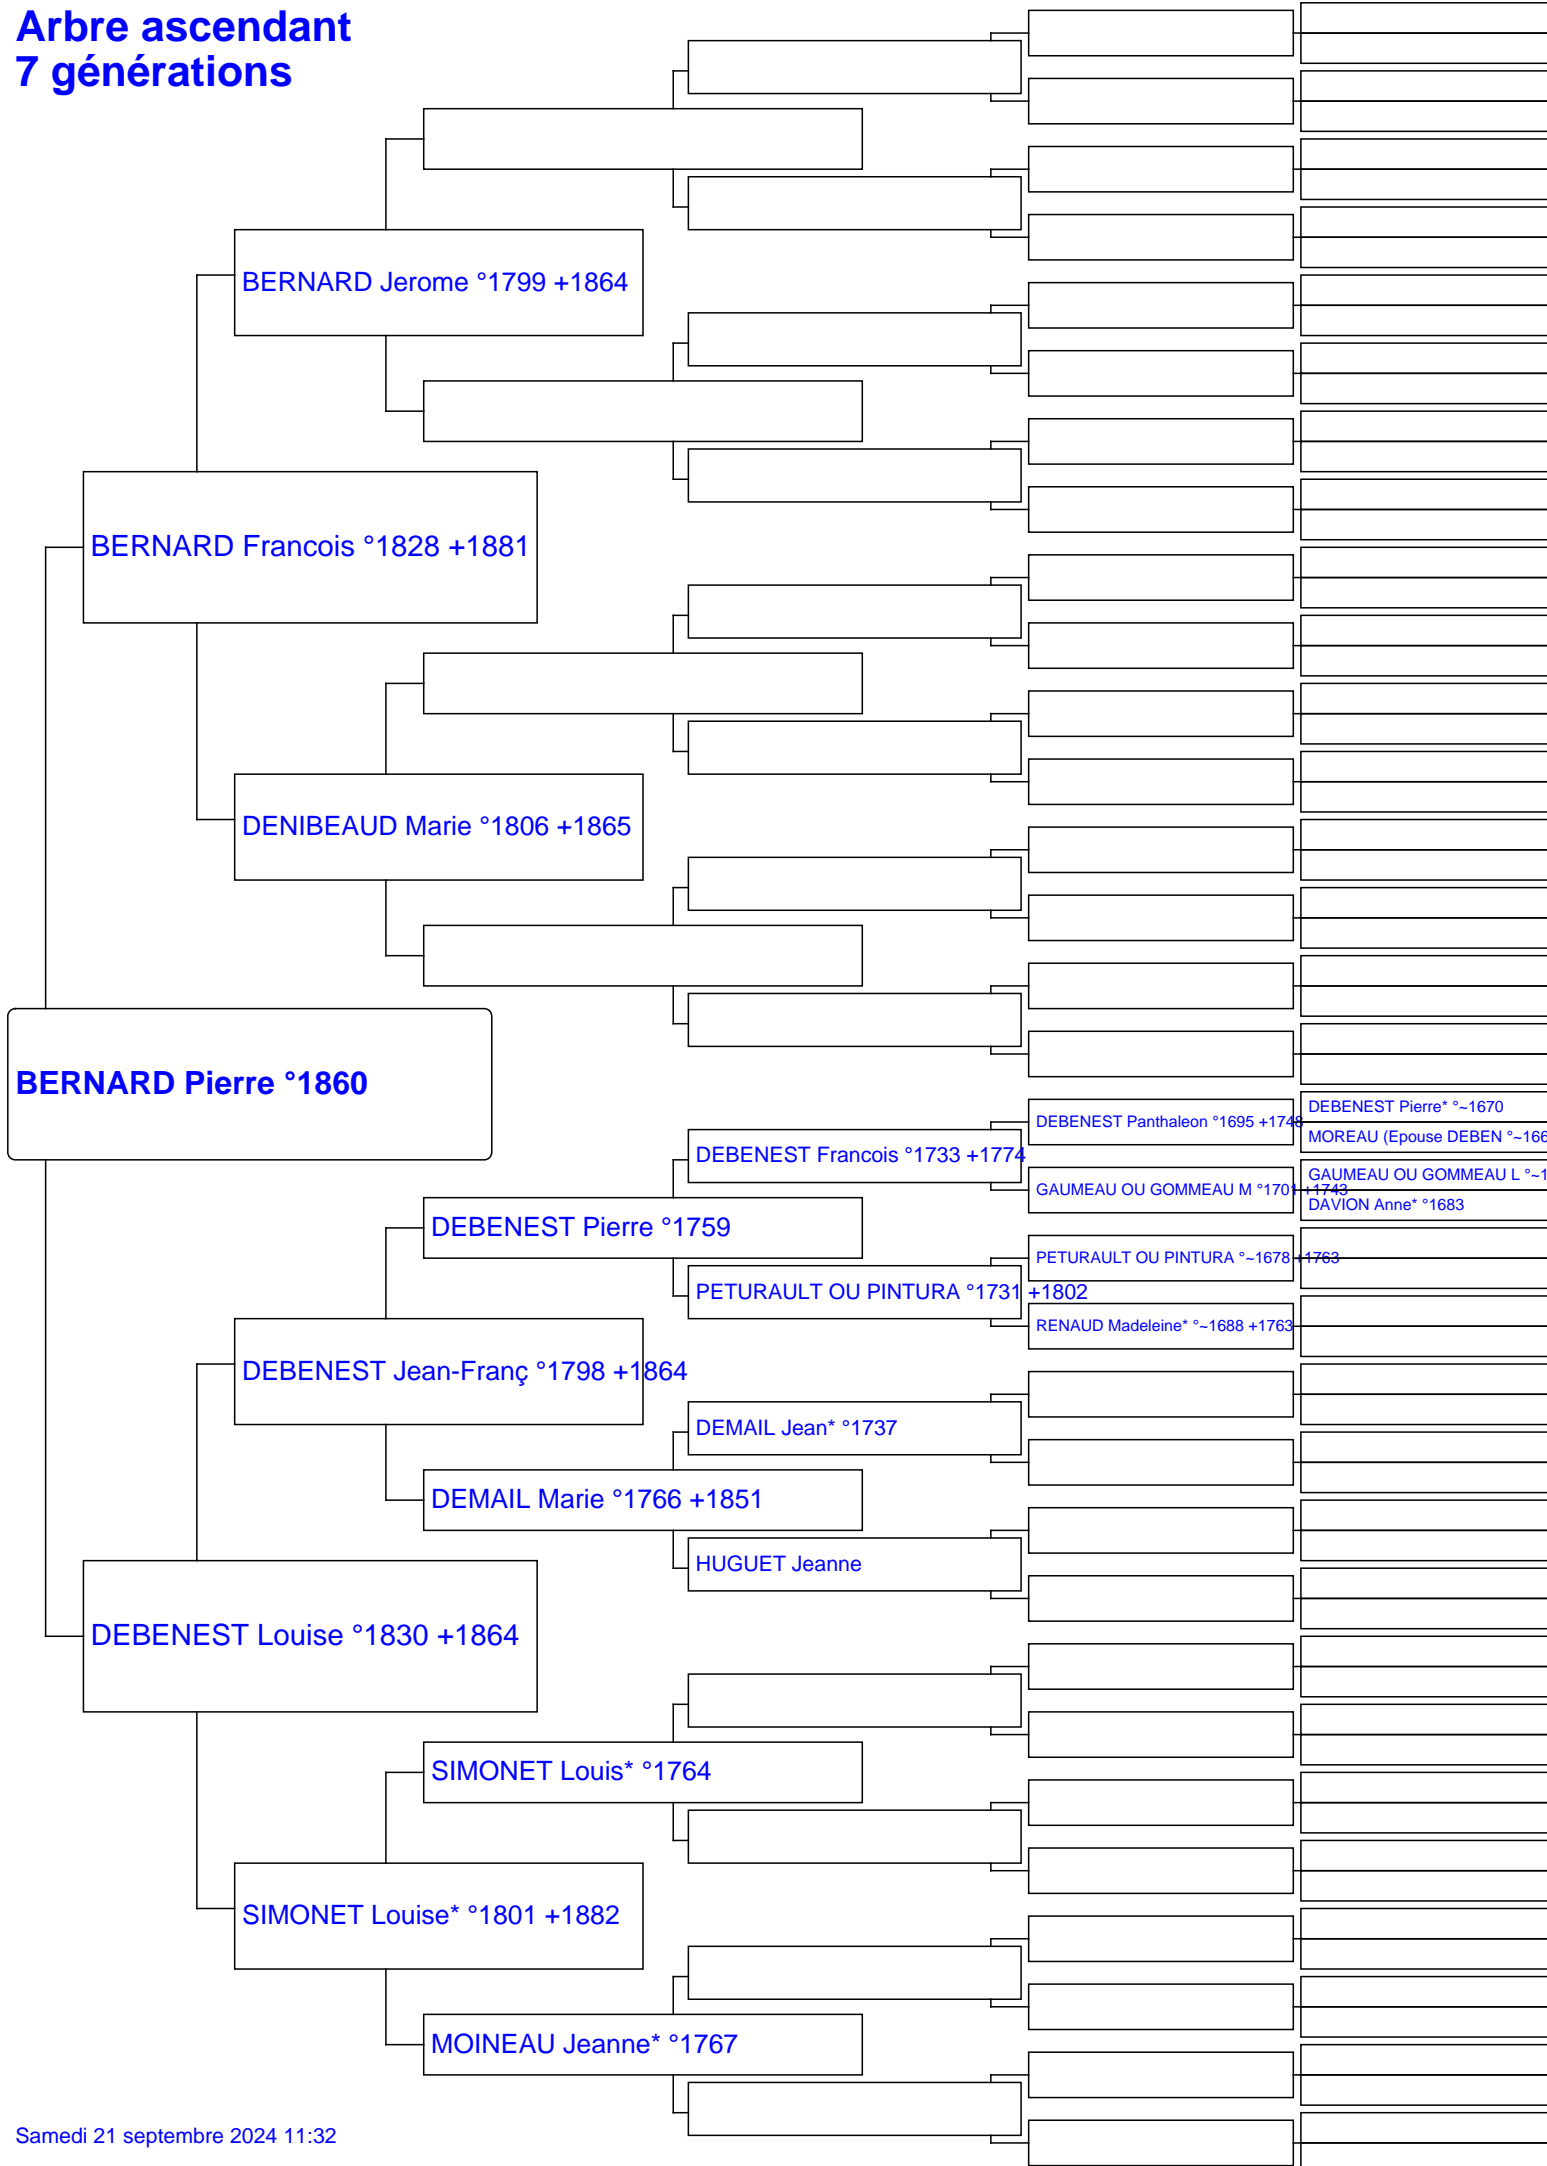 Arbre ascendant
7 générations
BERNARD Jerome °1799 +1864
BERNARD Francois °1828 +1881
DENIBEAUD Marie °1806 +1865
BERNARD Pierre °1860
DEBENEST Pierre* °~1670
DEBENEST Panthaleon °1695 +1748
MOREAU (Epouse DEBEN °~166
DEBENEST Francois °1733 +1774
GAUMEAU OU GOMMEAU L °~1
GAUMEAU OU GOMMEAU M °1701 +1743
DAVION Anne* °1683
DEBENEST Pierre °1759
PETURAULT OU PINTURA °~1678 +1763
PETURAULT OU PINTURA °1731 +1802
RENAUD Madeleine* °~1688 +1763
DEBENEST Jean-Franç °1798 +1864
DEMAIL Jean* °1737
DEMAIL Marie °1766 +1851
HUGUET Jeanne
DEBENEST Louise °1830 +1864
SIMONET Louis* °1764
SIMONET Louise* °1801 +1882
MOINEAU Jeanne* °1767
Samedi 21 septembre 2024 11:32